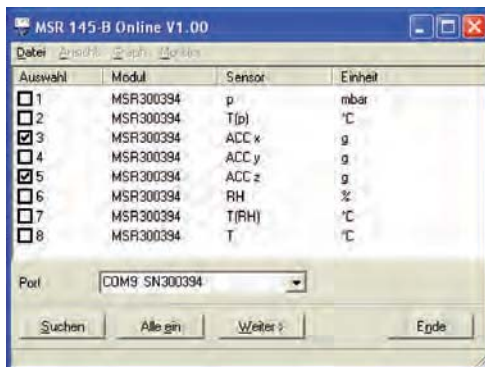 MSR 145-B Online V1.00
Datei Ansicht Graph Monitor
Auswahl Modul Sensor Einheit
1 MSR300394 p mbar
2 MSR300394 T(p) °C
3 MSR300394 ACC x g
4 MSR300394 ACC y g
5 MSR300394 ACC z g
6 MSR300394 RH %
7 MSR300394 T(RH) °C
8 MSR300394 T °C
Port COM9 SN300394
Suchen Alle ein Weiter > Ende